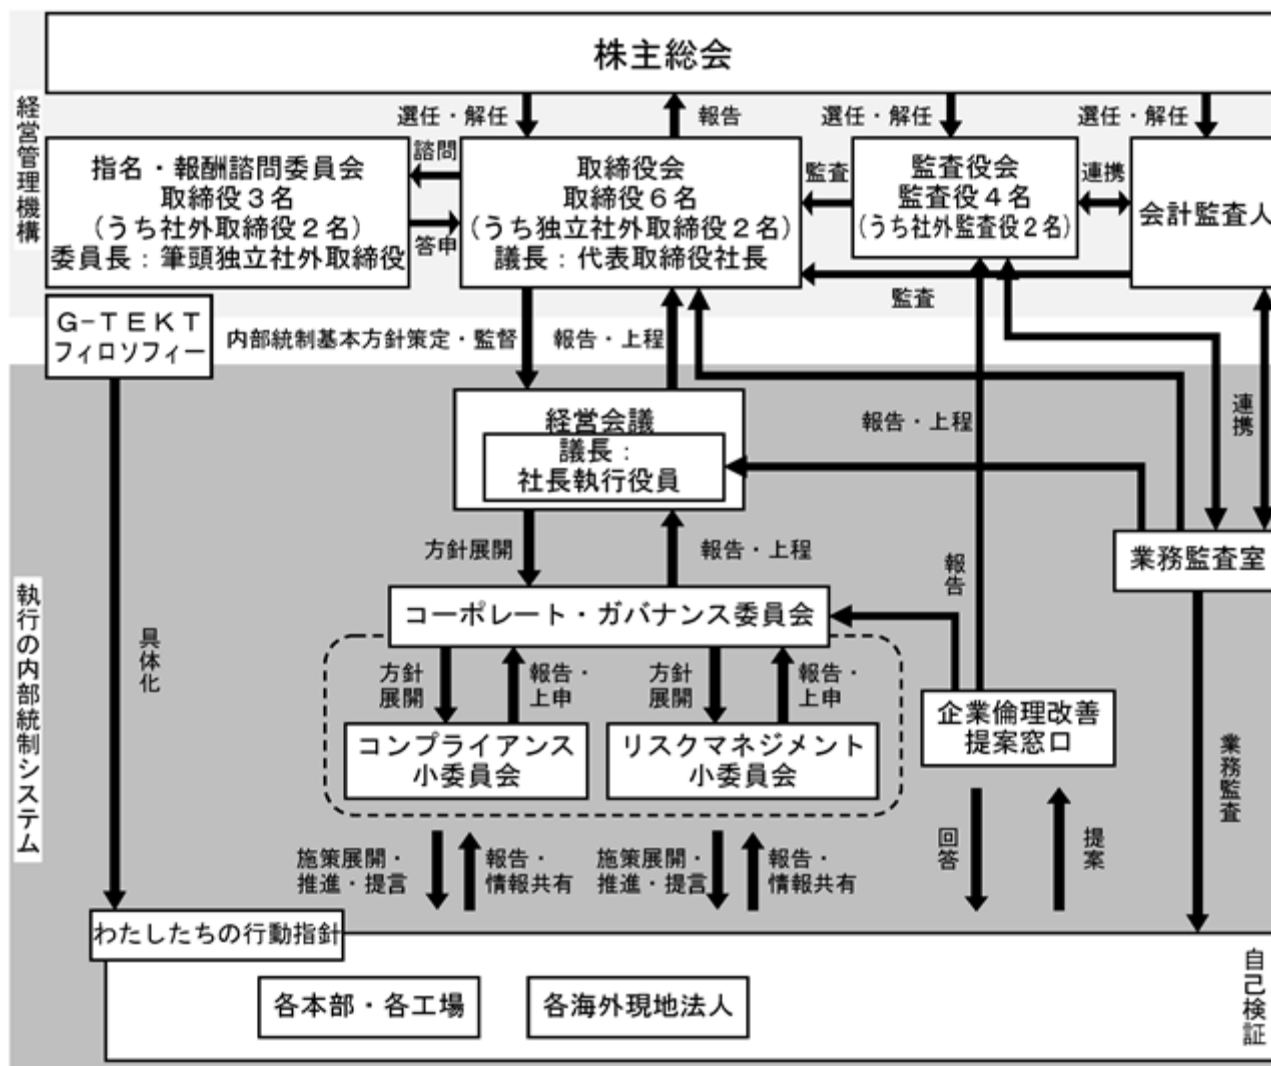 株主総会
経営管理機構
選任・解任
報告
選任・解任
選任・解任
指名・報酬諮問委員会
取締役３名
（うち社外取締役２名）
委員長：筆頭独立社外取締役
諮問
答申
取締役会
取締役６名
（うち独立社外取締役２名）
議長：代表取締役社長
監査
監査役会
監査役４名
（うち社外監査役２名）
連携
会計監査人
監査
G-ＴＥＫＴ
フィロソフィー
内部統制基本方針策定・監督
報告・上程
経営会議
議長：
社長執行役員
報告・上程
連携
方針展開
報告・上程
報告
業務監査室
執行の内部統制システム
具体化
コーポレート・ガバナンス委員会
方針
展開
報告・
上申
方針
展開
報告・
上申
コンプライアンス
小委員会
リスクマネジメント
小委員会
企業倫理改善
提案窓口
業務監査
施策展開・
推進・提言
報告・
情報共有
施策展開・
推進・提言
報告・
情報共有
回答
提案
わたしたちの行動指針
各本部・各工場
各海外現地法人
自己検証